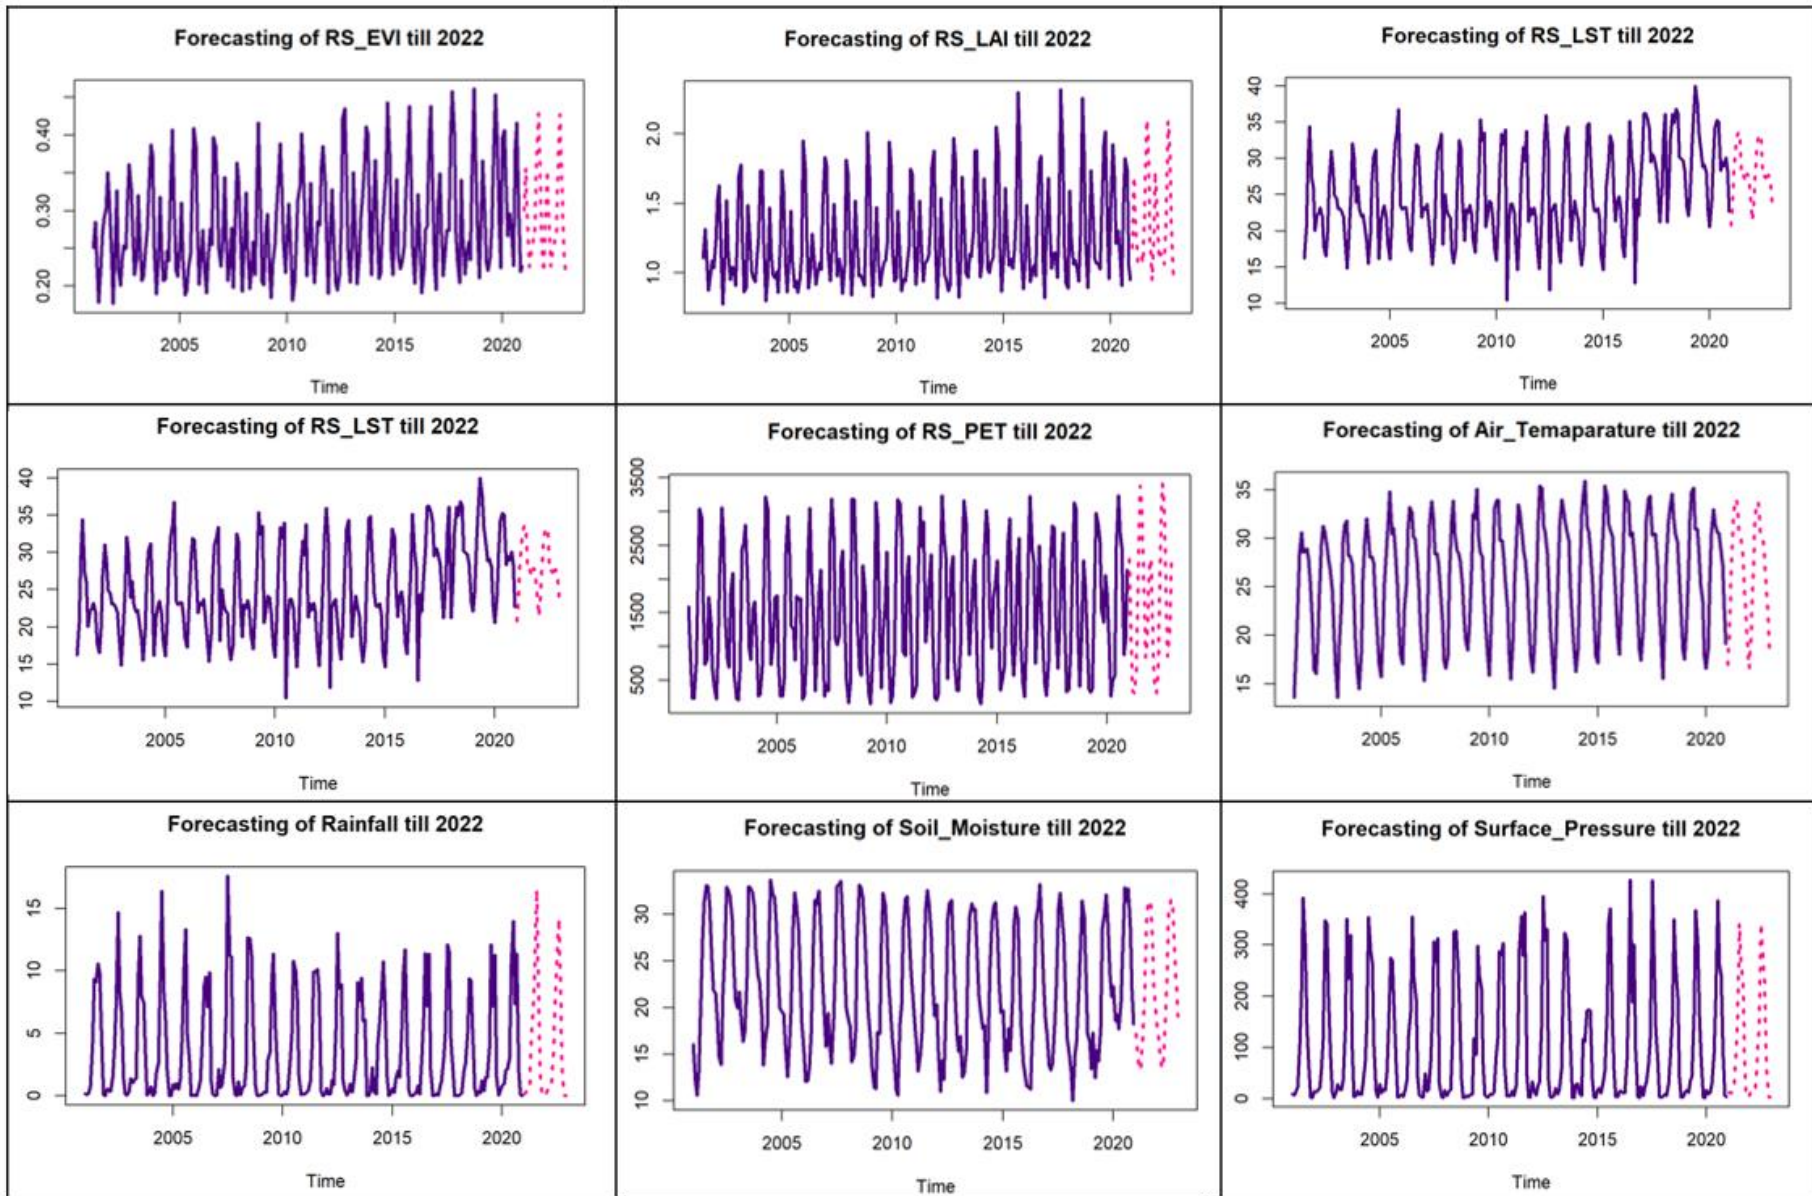 Forecasting of RS_EVI till 2022
0.40
0.30
0.20
2005 2010 2015 2020
Time
Forecasting of RS_LAI till 2022
2.0
1.5
1.0
2005 2010 2015 2020
Time
Forecasting of RS_LST till 2022
40
35
30
25
20
15
10
2005 2010 2015 2020
Time
Forecasting of RS_LST till 2022
40
35
30
25
20
15
10
2005 2010 2015 2020
Time
Forecasting of RS_PET till 2022
3500
2500
1500
500
2005 2010 2015 2020
Time
Forecasting of Air_Temaparature till 2022
35
30
25
20
15
2005 2010 2015 2020
Time
Forecasting of Rainfall till 2022
15
10
5
0
2005 2010 2015 2020
Time
Forecasting of Soil_Moisture till 2022
30
25
20
15
10
2005 2010 2015 2020
Time
Forecasting of Surface_Pressure till 2022
400
300
200
100
0
2005 2010 2015 2020
Time